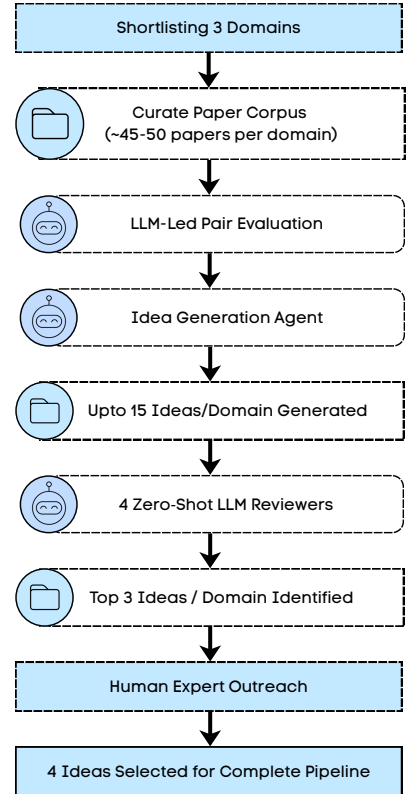 Shortlisting 3 Domains
Curate Paper Corpus
(~45-50 papers per domain)
LLM-Led Pair Evaluation
Idea Generation Agent
Upto 15 Ideas/Domain Generated
4 Zero-Shot LLM Reviewers
Top 3 Ideas / Domain Identified
Human Expert Outreach
4 Ideas Selected for Complete Pipeline